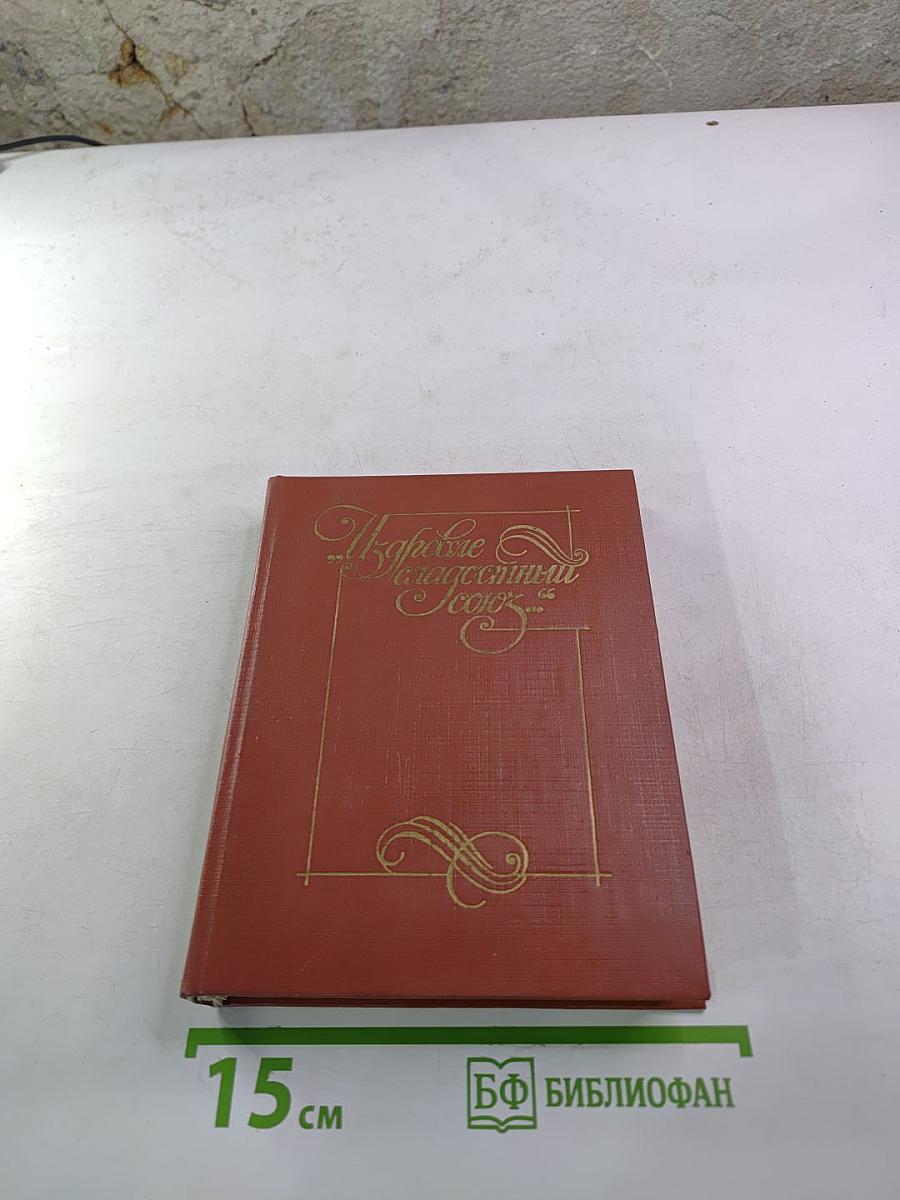 „Издревле
сладостный
союз...“
15 см
БФ БИБЛИОФАН